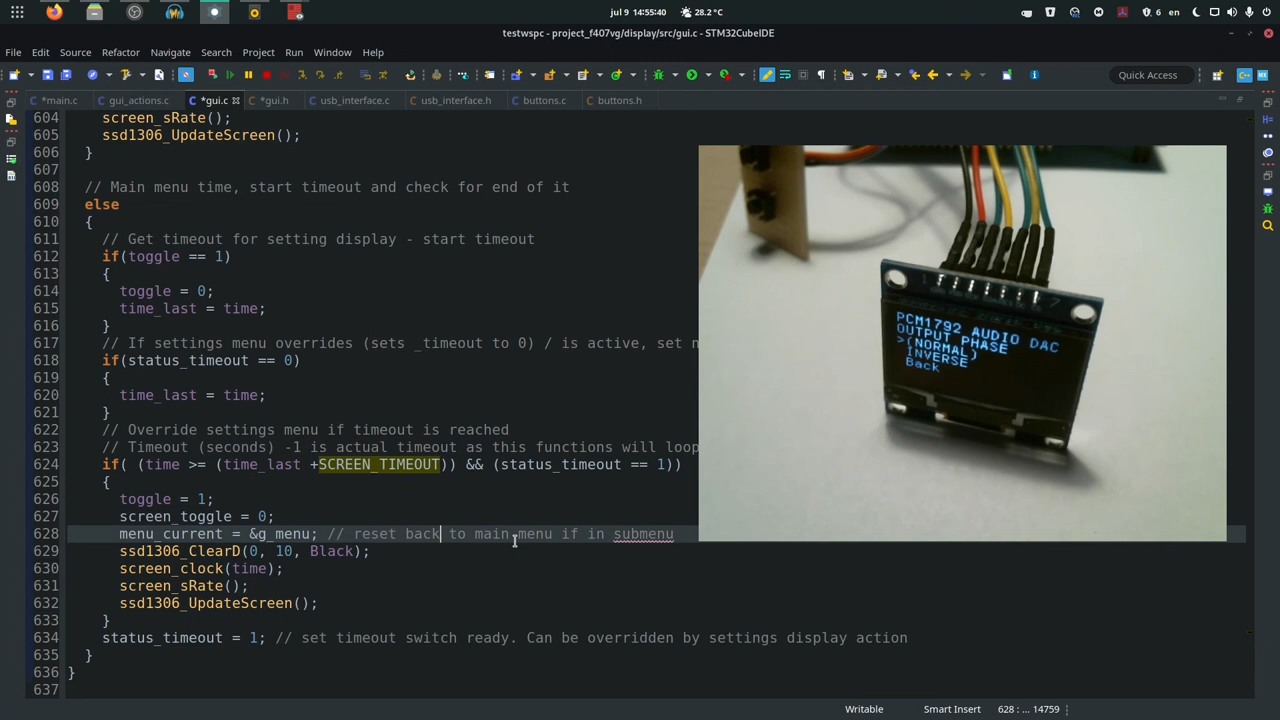 jul 9 14:55:40
28.2 °C
6
en
testwspc - project_f407vg/display/src/gui.c - STM32CubeIDE
File Edit Source Refactor Navigate Search Project Run Window Help
Quick Access
*main.c gui_actions.c *gui.c *gui.h usb_interface.c usb_interface.h buttons.c buttons.h
604 screen_sRate();
605 ssd1306_UpdateScreen();
606 }
607
608 // Main menu time, start timeout and check for end of it
609 else
610 {
611 // Get timeout for setting display - start timeout
612 if(toggle == 1)
613 {
614 toggle = 0;
615 time_last = time;
616 }
617 // If settings menu overrides (sets _timeout to 0) / is active, set n
618 if(status_timeout == 0)
619 {
620 time_last = time;
621 }
622 // Override settings menu if timeout is reached
623 // Timeout (seconds) -1 is actual timeout as this functions will loop
624 if( (time >= (time_last +SCREEN_TIMEOUT)) && (status_timeout == 1))
625 {
626 toggle = 1;
627 screen_toggle = 0;
628 menu_current = &g_menu; // reset back to main menu if in submenu
629 ssd1306_ClearD(0, 10, Black);
630 screen_clock(time);
631 screen_sRate();
632 ssd1306_UpdateScreen();
633 }
634 status_timeout = 1; // set timeout switch ready. Can be overridden by settings display action
635 }
636 }
637
PCM1792 AUDIO DAC
OUTPUT PHASE
>(NORMAL)
INVERSE
Back
Writable Smart Insert 628 : ... 14759